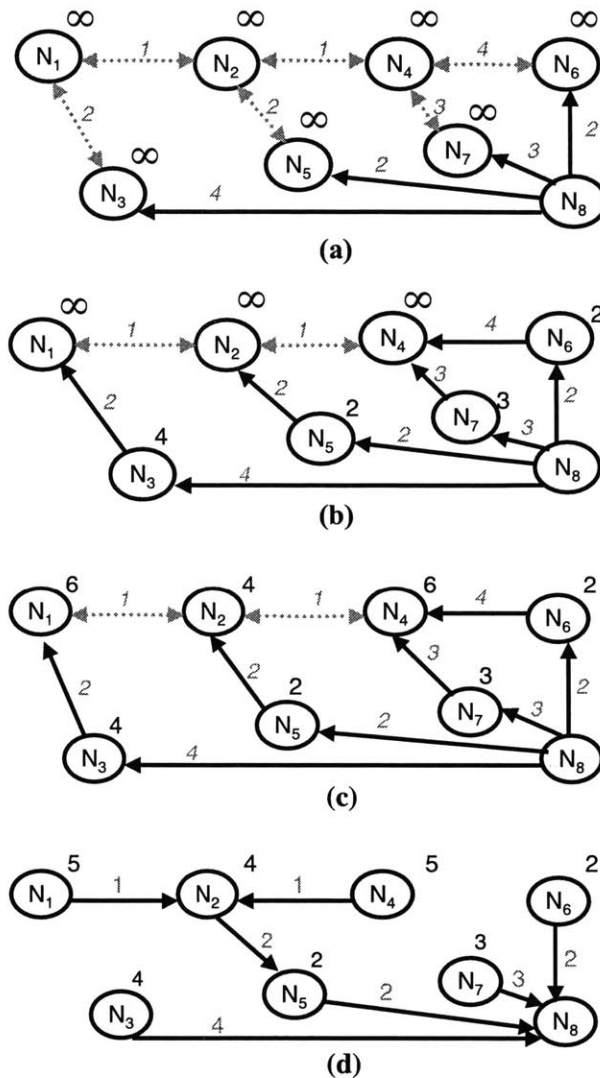 ∞ ∞ ∞ ∞
N1 1 N2 1 N4 4 N6
2 2 3 2
∞ ∞ ∞
N3 N5 N7 3
4 2 N8
(a)
∞ ∞ ∞ 2
N1 1 N2 1 N4 4 N6
2 2 3 2
4 2 3
N3 N5 N7 3
4 2 N8
(b)
6 4 6 2
N1 1 N2 1 N4 4 N6
2 2 3 2
4 2 3
N3 N5 N7 3
4 2 N8
(c)
5 4 5 2
N1 1 N2 1 N4 N6
2 2
4 2 3
N3 N5 N7 3
4 2 N8
(d)